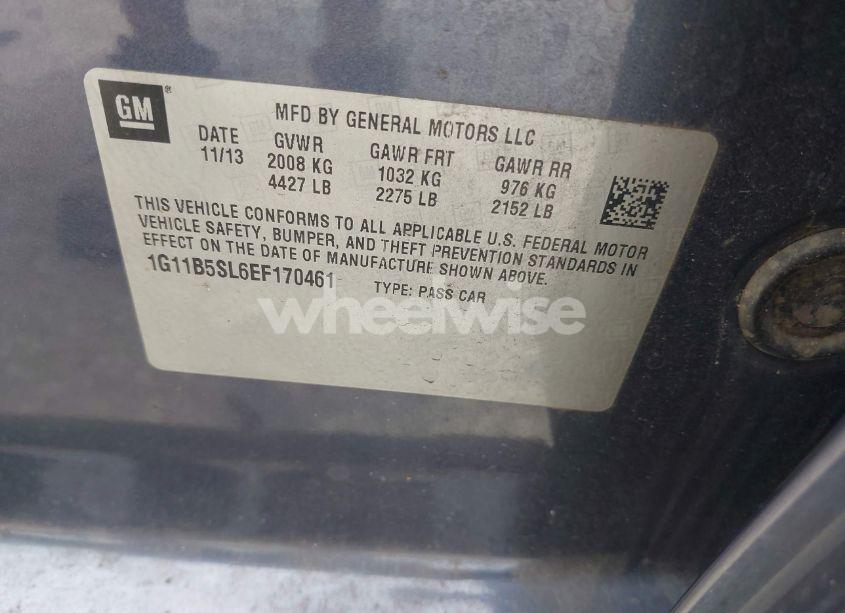 GM®
MFD BY GENERAL MOTORS LLC
DATE GVWR GAWR FRT GAWR RR
11/13 2008 KG 1032 KG 976 KG
4427 LB 2275 LB 2152 LB
THIS VEHICLE CONFORMS TO ALL APPLICABLE U.S. FEDERAL MOTOR
VEHICLE SAFETY, BUMPER, AND THEFT PREVENTION STANDARDS IN
EFFECT ON THE DATE OF MANUFACTURE SHOWN ABOVE.
1G11B5SL6EF170461 TYPE: PASS CAR
wheelwise